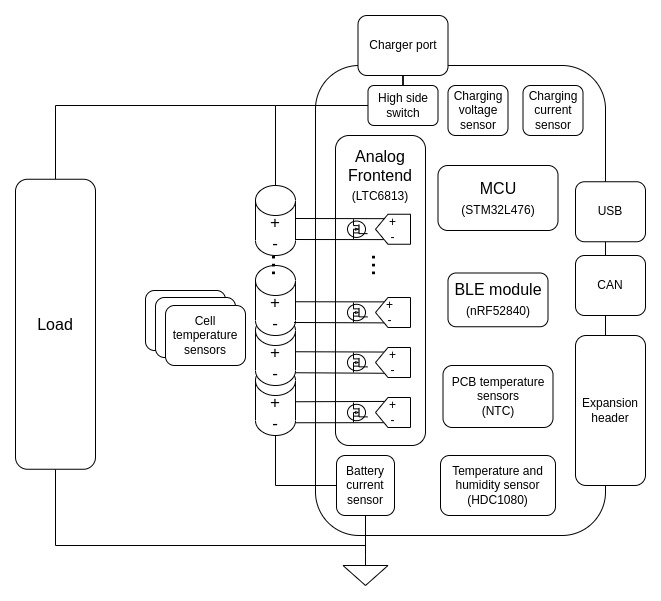 Charger port
High side
switch
Charging
voltage
sensor
Charging
current
sensor
Analog
Frontend
(LTC6813)
MCU
(STM32L476)
USB
+
-
+
-
CAN
BLE module
(nRF52840)
Load
Cell
temperature
sensors
+
-
+
-
+
-
+
-
PCB temperature
sensors
(NTC)
Expansion
header
+
-
+
-
Battery
current
sensor
Temperature and
humidity sensor
(HDC1080)